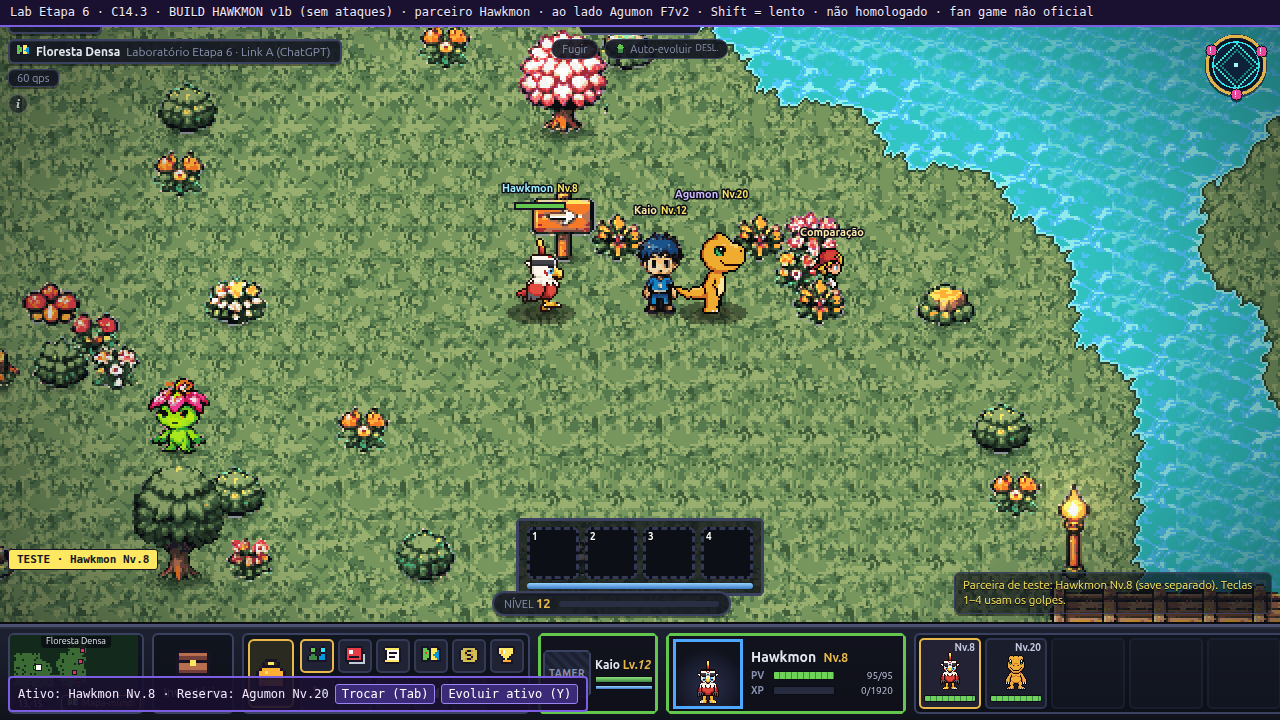 Lab Etapa 6 · C14.3 · BUILD HAWKMON v1b (sem ataques) · parceiro Hawkmon · ao lado Agumon F7v2 · Shift = lento · não homologado · fan game não oficial
Floresta Densa Laboratório Etapa 6 · Link A (ChatGPT)
Fugir
Auto-evoluir DESL.
60 qps
i
Hawkmon Nv.8
Agumon Nv.20
Kaio Nv.12
Comparação
TESTE · Hawkmon Nv.8
1 2 3 4
NÍVEL 12
Parceira de teste: Hawkmon Nv.8 (save separado). Teclas
1–4 usam os golpes.
Floresta Densa
TAMER
Kaio Lv.12
Hawkmon Nv.8
PV 95/95
XP 0/1920
Nv.8
Nv.20
Ativo: Hawkmon Nv.8 · Reserva: Agumon Nv.20 Trocar (Tab) Evoluir ativo (Y)